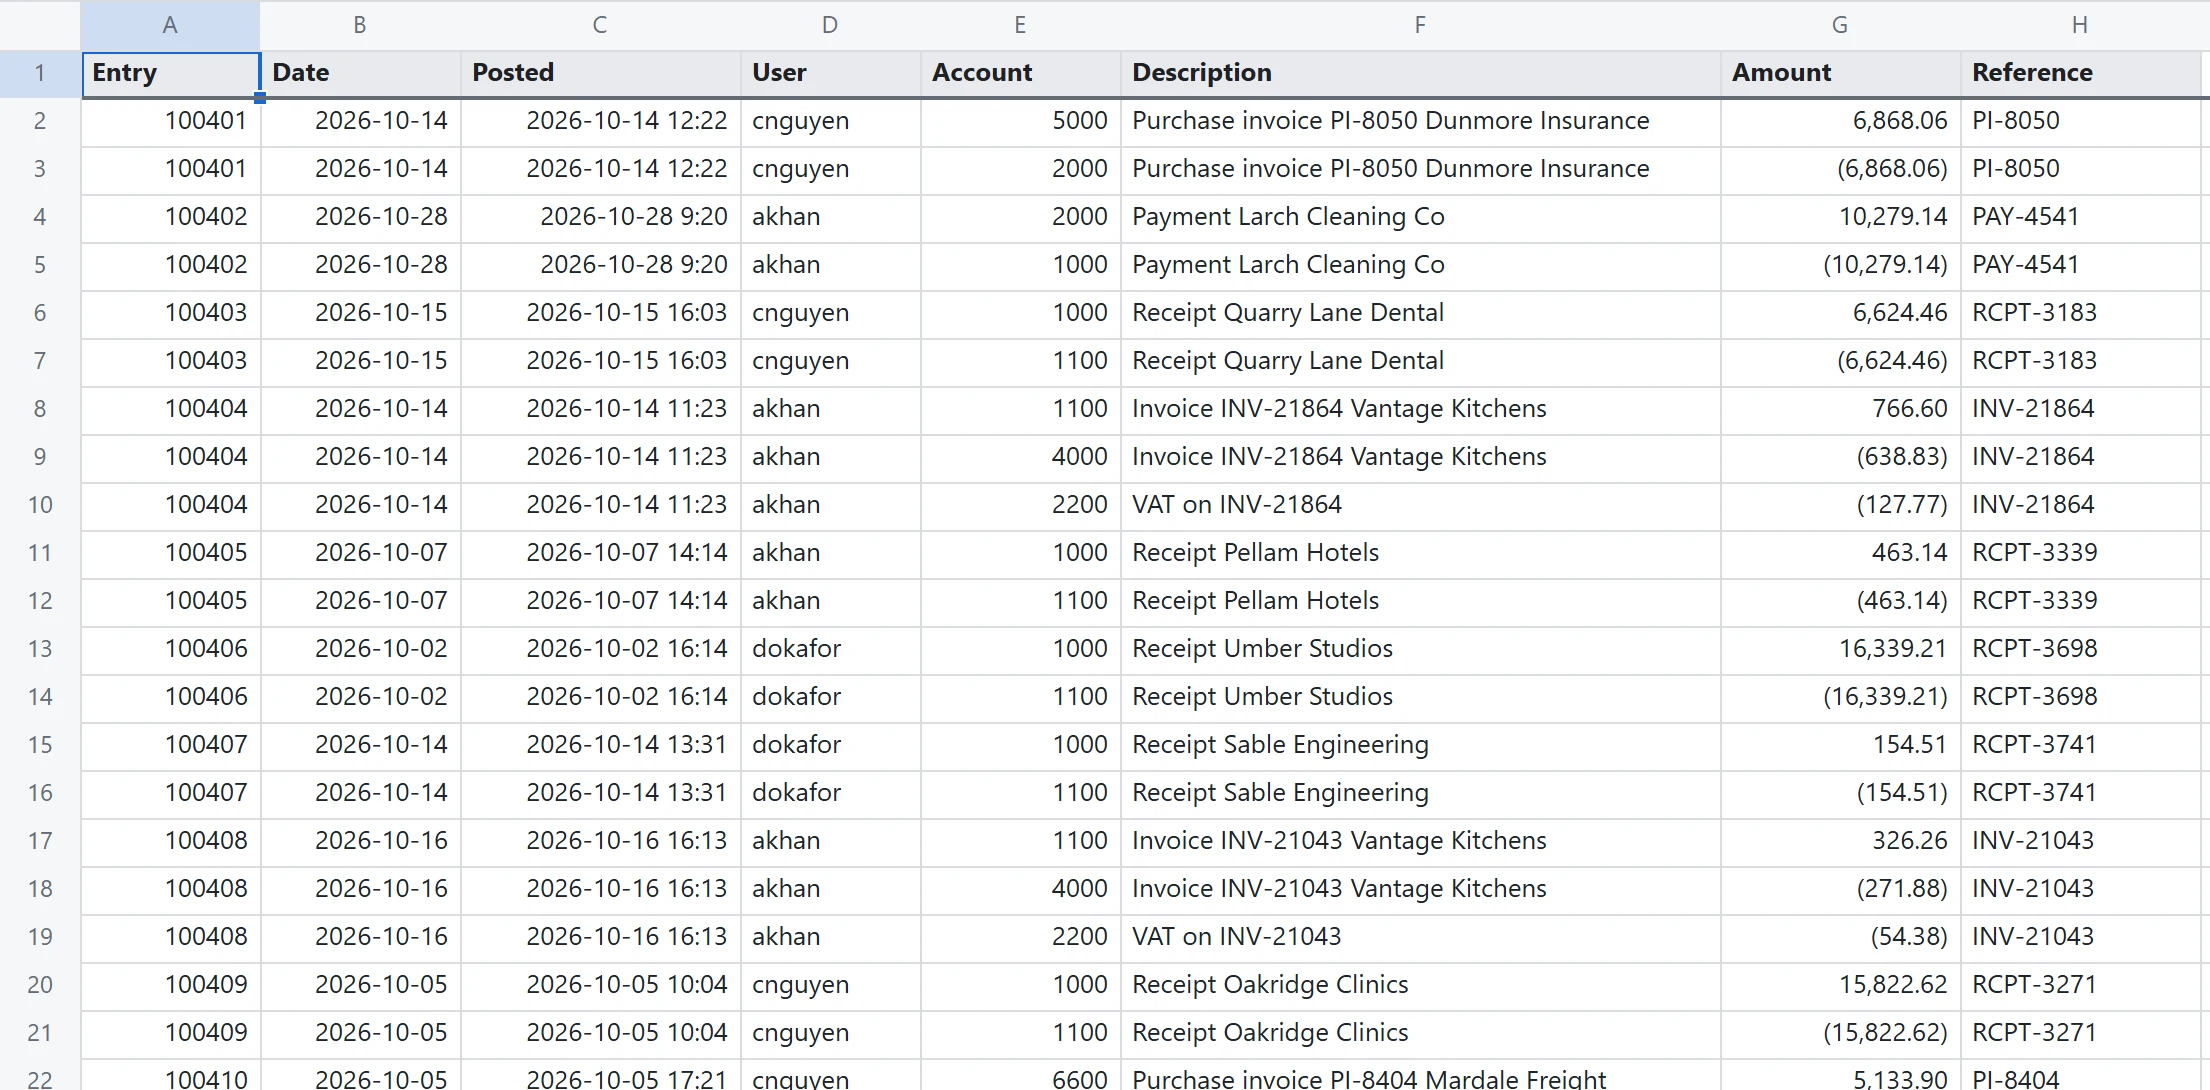 A B C D E F G H
1 Entry Date Posted User Account Description Amount Reference
2 100401 2026-10-14 2026-10-14 12:22 cnguyen 5000 Purchase invoice PI-8050 Dunmore Insurance 6,868.06 PI-8050
3 100401 2026-10-14 2026-10-14 12:22 cnguyen 2000 Purchase invoice PI-8050 Dunmore Insurance (6,868.06) PI-8050
4 100402 2026-10-28 2026-10-28 9:20 akhan 2000 Payment Larch Cleaning Co 10,279.14 PAY-4541
5 100402 2026-10-28 2026-10-28 9:20 akhan 1000 Payment Larch Cleaning Co (10,279.14) PAY-4541
6 100403 2026-10-15 2026-10-15 16:03 cnguyen 1000 Receipt Quarry Lane Dental 6,624.46 RCPT-3183
7 100403 2026-10-15 2026-10-15 16:03 cnguyen 1100 Receipt Quarry Lane Dental (6,624.46) RCPT-3183
8 100404 2026-10-14 2026-10-14 11:23 akhan 1100 Invoice INV-21864 Vantage Kitchens 766.60 INV-21864
9 100404 2026-10-14 2026-10-14 11:23 akhan 4000 Invoice INV-21864 Vantage Kitchens (638.83) INV-21864
10 100404 2026-10-14 2026-10-14 11:23 akhan 2200 VAT on INV-21864 (127.77) INV-21864
11 100405 2026-10-07 2026-10-07 14:14 akhan 1000 Receipt Pellam Hotels 463.14 RCPT-3339
12 100405 2026-10-07 2026-10-07 14:14 akhan 1100 Receipt Pellam Hotels (463.14) RCPT-3339
13 100406 2026-10-02 2026-10-02 16:14 dokafor 1000 Receipt Umber Studios 16,339.21 RCPT-3698
14 100406 2026-10-02 2026-10-02 16:14 dokafor 1100 Receipt Umber Studios (16,339.21) RCPT-3698
15 100407 2026-10-14 2026-10-14 13:31 dokafor 1000 Receipt Sable Engineering 154.51 RCPT-3741
16 100407 2026-10-14 2026-10-14 13:31 dokafor 1100 Receipt Sable Engineering (154.51) RCPT-3741
17 100408 2026-10-16 2026-10-16 16:13 akhan 1100 Invoice INV-21043 Vantage Kitchens 326.26 INV-21043
18 100408 2026-10-16 2026-10-16 16:13 akhan 4000 Invoice INV-21043 Vantage Kitchens (271.88) INV-21043
19 100408 2026-10-16 2026-10-16 16:13 akhan 2200 VAT on INV-21043 (54.38) INV-21043
20 100409 2026-10-05 2026-10-05 10:04 cnguyen 1000 Receipt Oakridge Clinics 15,822.62 RCPT-3271
21 100409 2026-10-05 2026-10-05 10:04 cnguyen 1100 Receipt Oakridge Clinics (15,822.62) RCPT-3271
22 100410 2026-10-05 2026-10-05 17:21 cnguyen 6600 Purchase invoice PI-8404 Mardale Freight 5,133.90 PI-8404